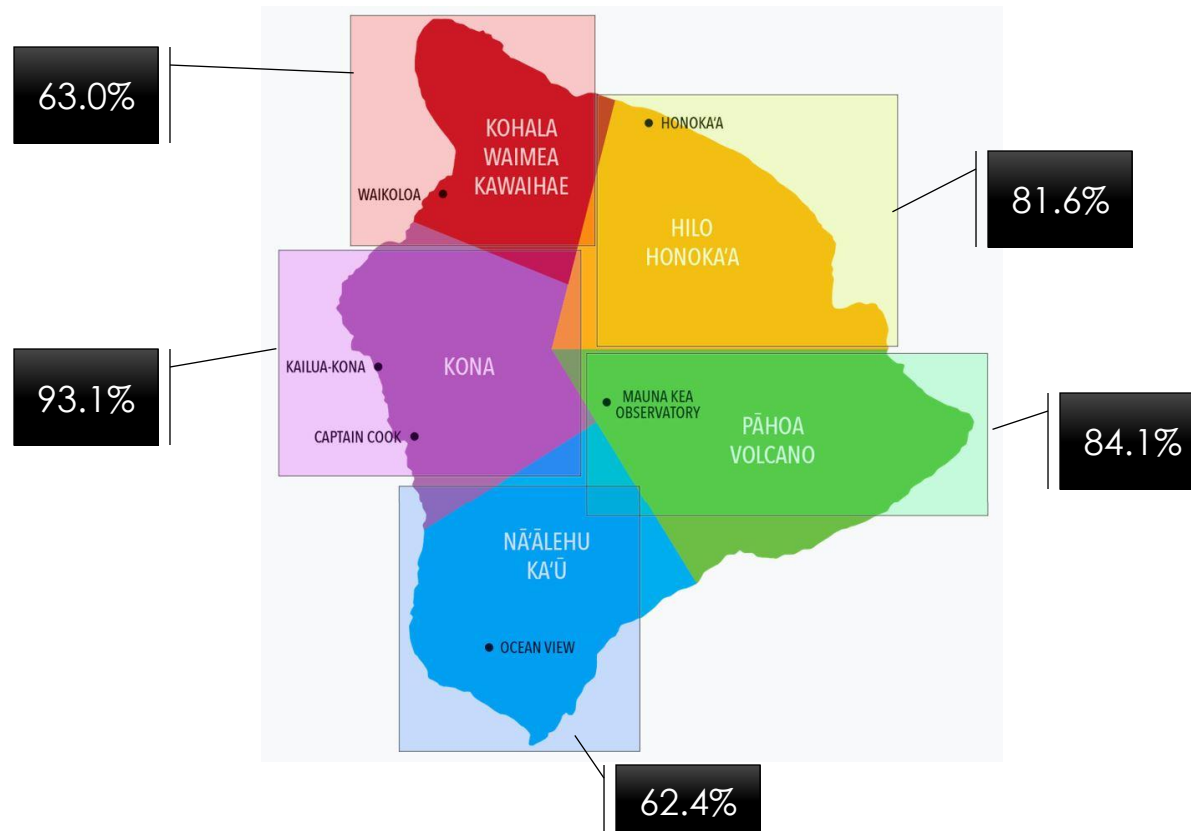 63.0%
KOHALA
WAIMEA
KAWAIHAE
HONOKA‘A
WAIKOLOA
81.6%
HILO
HONOKA‘A
93.1%
KAILUA-KONA
KONA
CAPTAIN COOK
MAUNA KEA
OBSERVATORY
PĀHOA
VOLCANO
84.1%
NĀ‘ĀLEHU
KA‘Ū
OCEAN VIEW
62.4%